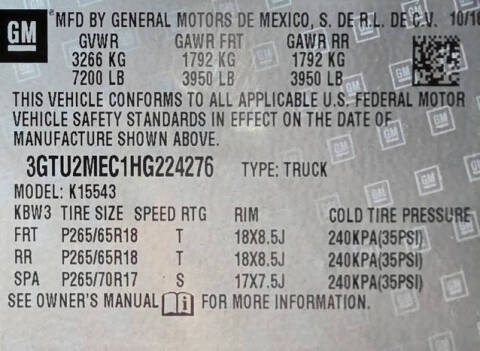 GM MFD BY GENERAL MOTORS DE MEXICO, S. DE R.L. DE C.V. 10/16
GVWR GAWR FRT GAWR RR
3266 KG 1792 KG 1792 KG
7200 LB 3950 LB 3950 LB
THIS VEHICLE CONFORMS TO ALL APPLICABLE U.S. FEDERAL MOTOR
VEHICLE SAFETY STANDARDS IN EFFECT ON THE DATE OF
MANUFACTURE SHOWN ABOVE.
3GTU2MEC1HG224276 TYPE: TRUCK
MODEL: K15543
KBW3 TIRE SIZE SPEED RTG RIM COLD TIRE PRESSURE
FRT P265/65R18 T 18X8.5J 240KPA(35PSI)
RR P265/65R18 T 18X8.5J 240KPA(35PSI)
SPA P265/70R17 S 17X7.5J 240KPA(35PSI)
SEE OWNER'S MANUAL FOR MORE INFORMATION.